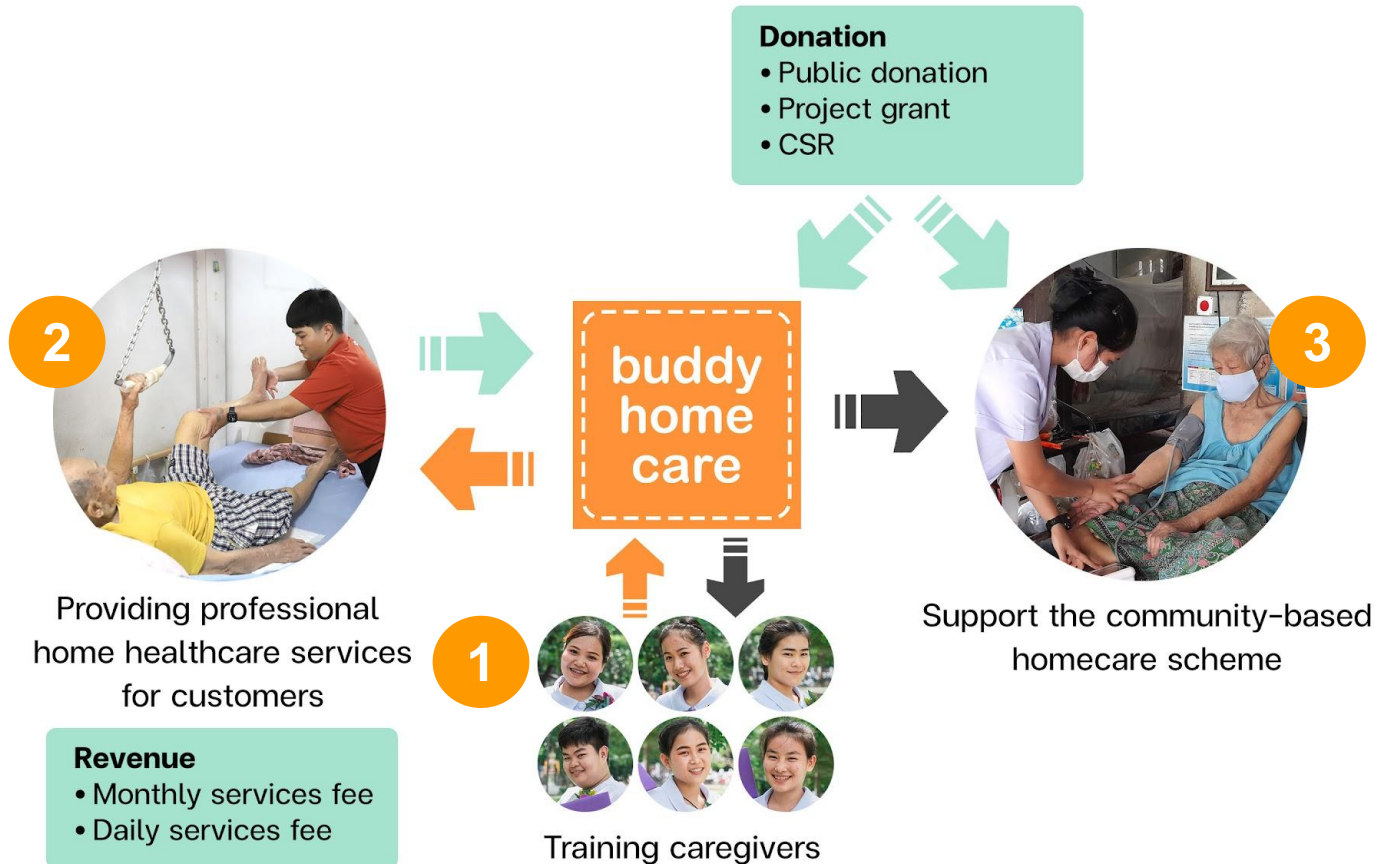 Donation
• Public donation
• Project grant
• CSR
2
buddy
home
care
3
Providing professional
home healthcare services
for customers
Revenue
• Monthly services fee
• Daily services fee
1
Training caregivers
Support the community-based
homecare scheme